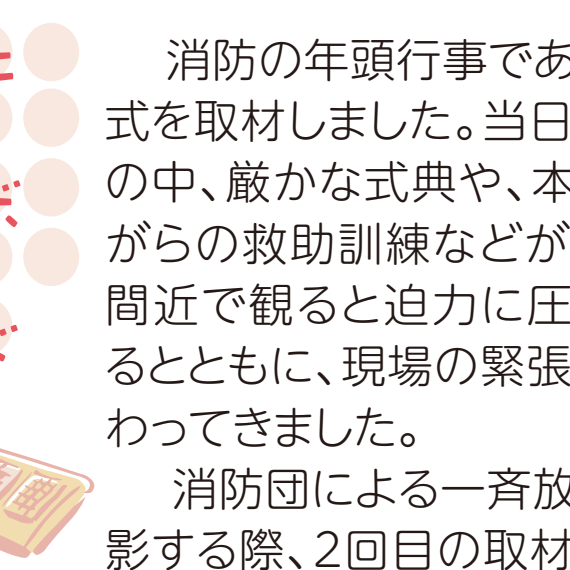 消防の年頭行事であ
式を取材しました。当日
の中、厳かな式典や、本
がらの救助訓練などが
間近で観ると迫力に圧
るとともに、現場の緊張
わってきました。
消防団による一斉放
影する際、2回目の取材